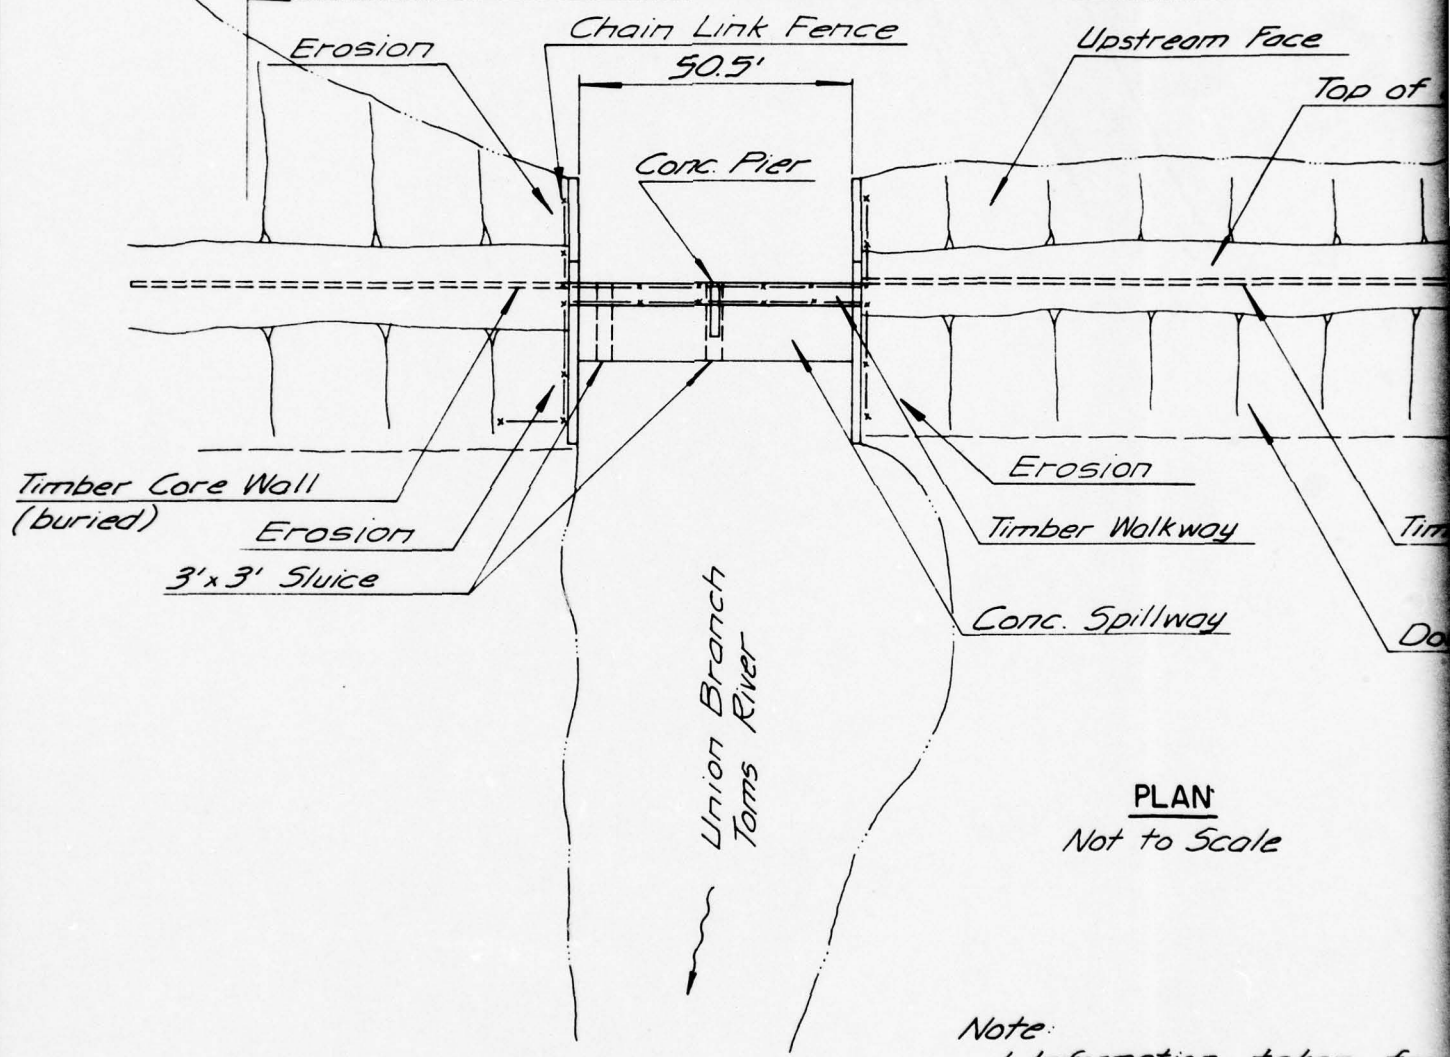 Chain Link Fence
Erosion
Upstream Face
50.5'
Top of
Conc. Pier
Erosion
Timber Core Wall
(buried)
Timber Walkway
Erosion
3'x 3' Sluice
Conc. Spillway
Union Branch
Toms River
PLAN
Not to Scale
Note: